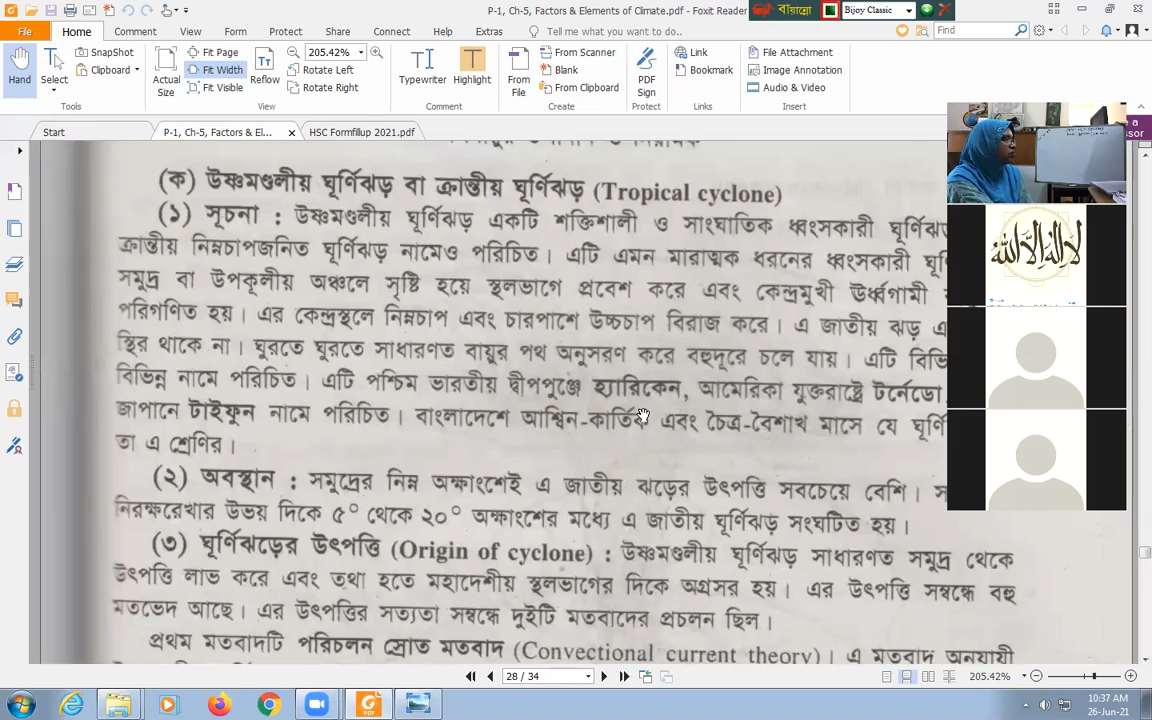 P-1, Ch-5, Factors & Elements of Climate.pdf - Foxit Reader
বাঁয়ান্নো
Bijoy Classic
File Home Comment View Form Protect Share Connect Help Extras Tell me what you want to do... Find
Hand
Select
SnapShot
Clipboard
Actual Size
Fit Page
Fit Width
Fit Visible
Reflow
205.42%
Rotate Left
Rotate Right
Typewriter
Highlight
From File
From Scanner
Blank
From Clipboard
PDF Sign
Link
Bookmark
File Attachment
Image Annotation
Audio & Video
Tools View Comment Create Protect Links Insert
Start P-1, Ch-5, Factors & El... HSC Formfillup 2021.pdf
(ক) উষ্ণমণ্ডলীয় ঘূর্ণিঝড় বা ক্রান্তীয় ঘূর্ণিঝড় (Tropical cyclone)
(১) সূচনা : উষ্ণমণ্ডলীয় ঘূর্ণিঝড় একটি শক্তিশালী ও সাংঘাতিক ধ্বংসকারী
ক্রান্তীয় নিম্নচাপজনিত ঘূর্ণিঝড় নামেও পরিচিত। এটি এমন মারাত্মক ধরনের ধ্বংসকারী
সমুদ্র বা উপকূলীয় অঞ্চলে সৃষ্টি হয়ে স্থলভাগে প্রবেশ করে এবং কেন্দ্রমুখী ঊর্ধ্বগামী
পরিগণিত হয়। এর কেন্দ্রস্থলে নিম্নচাপ এবং চারপাশে উচ্চচাপ বিরাজ করে। এ জাতীয় ঝড়
স্থির থাকে না। ঘুরতে ঘুরতে সাধারণত বায়ুর পথ অনুসরণ করে বহুদূরে চলে যায়। এটি
বিভিন্ন নামে পরিচিত। এটি পশ্চিম ভারতীয় দ্বীপপুঞ্জে হ্যারিকেন, আমেরিকা যুক্তরাষ্ট্রে টর্নেডো
জাপানে টাইফুন নামে পরিচিত। বাংলাদেশে আশ্বিন-কার্তিক এবং চৈত্র-বৈশাখ মাসে যে
তা এ শ্রেণির।
(২) অবস্থান : সমুদ্রের নিম্ন অক্ষাংশেই এ জাতীয় ঝড়ের উৎপত্তি সবচেয়ে বেশি।
নিরক্ষরেখার উভয় দিকে ৫° থেকে ২০° অক্ষাংশের মধ্যে এ জাতীয় ঘূর্ণিঝড় সংঘটিত হয়।
(৩) ঘূর্ণিঝড়ের উৎপত্তি (Origin of cyclone) : উষ্ণমণ্ডলীয় ঘূর্ণিঝড় সাধারণত সমুদ্র থেকে
উৎপত্তি লাভ করে এবং তথা হতে মহাদেশীয় স্থলভাগের দিকে অগ্রসর হয়। এর উৎপত্তি সম্বন্ধে বহু
মতভেদ আছে। এর উৎপত্তির সত্যতা সম্বন্ধে দুইটি মতবাদের প্রচলন ছিল।
প্রথম মতবাদটি পরিচলন স্রোত মতবাদ (Convectional current theory)। এ মতবাদ অনুযায়ী
28 / 34
205.42%
10:37 AM
26-Jun-21